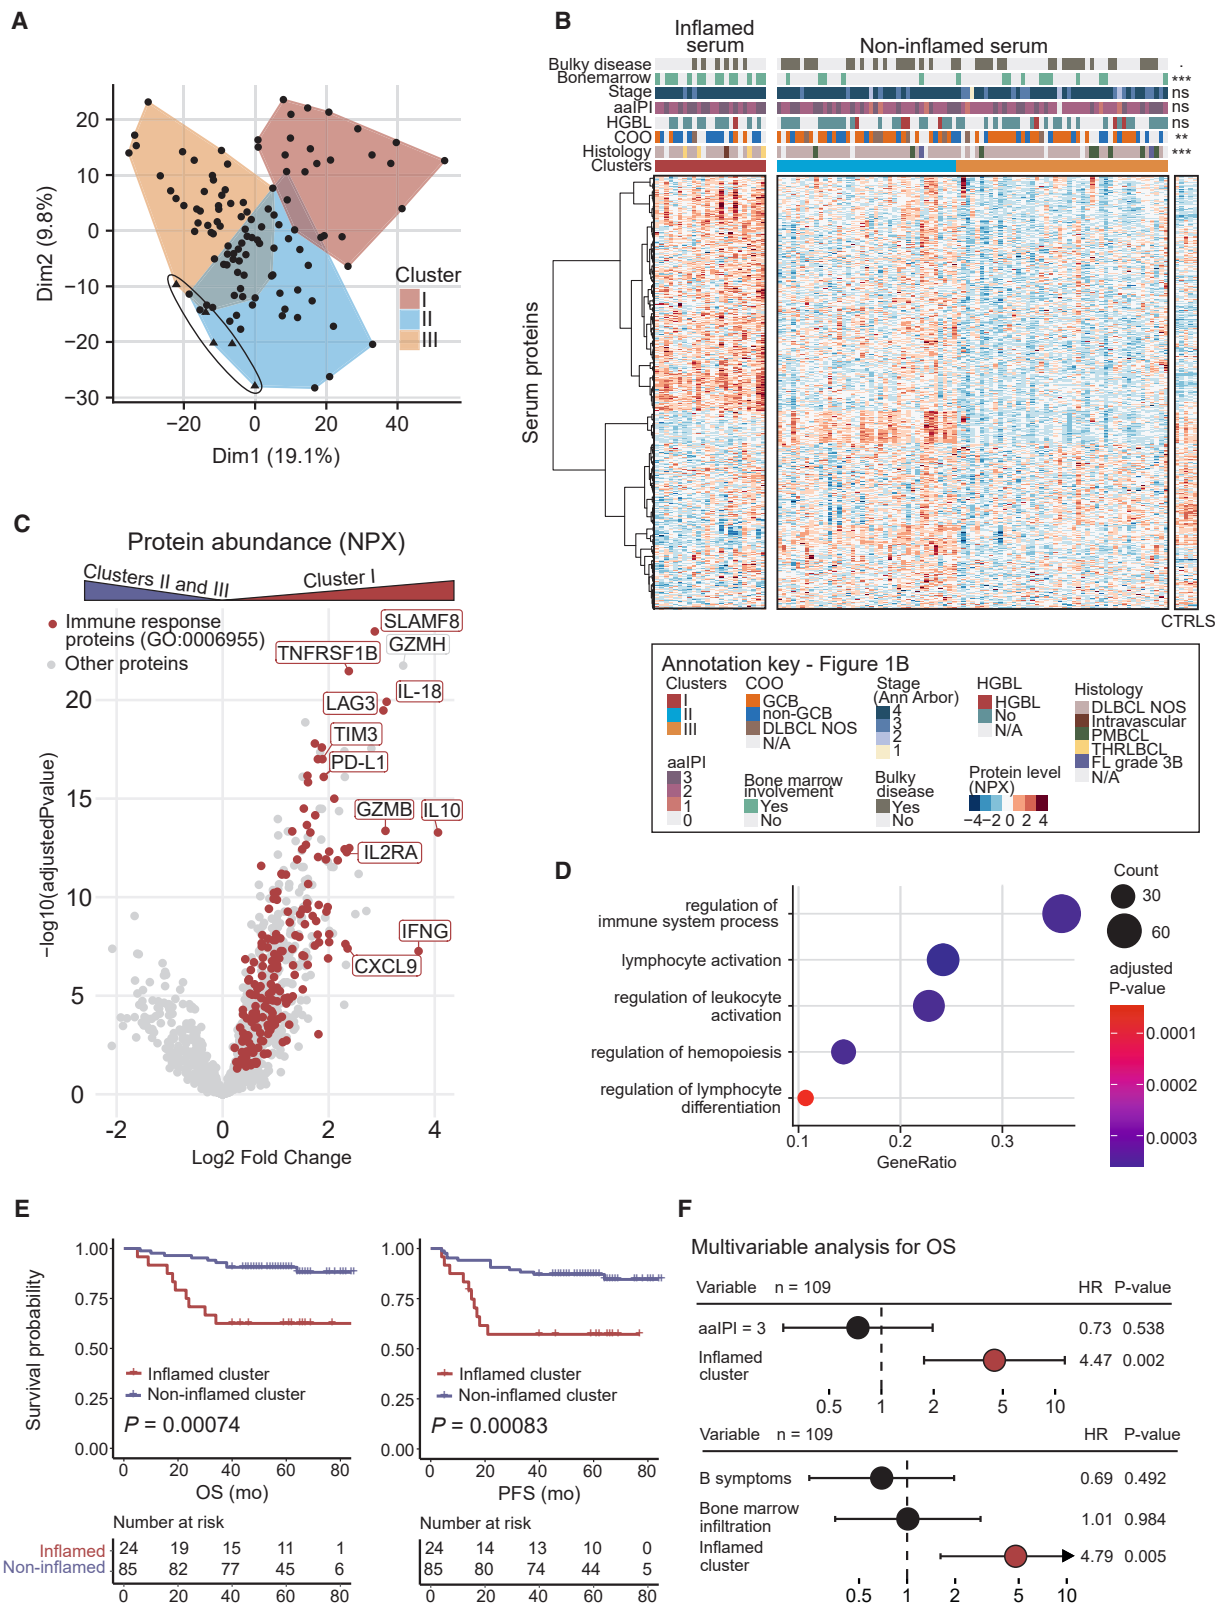 A
20
10
0
−10
−20
−30
−20
0
20
40
Dim2 (9.8%)
Dim1 (19.1%)
Cluster
I
II
III
B
Inflamed
serum
Non-inflamed serum
Bulky disease
.
Bonemarrow
***
Stage
ns
aaIPI
ns
HGBL
ns
COO
**
Histology
***
Clusters
Serum proteins
CTRLS
Annotation key - Figure 1B
Clusters
I
II
III
COO
GCB
non-GCB
DLBCL NOS
N/A
Stage
(Ann Arbor)
4
3
2
1
HGBL
HGBL
No
N/A
Histology
DLBCL NOS
Intravascular
PMBCL
THRLBCL
FL grade 3B
N/A
aaIPI
3
2
1
0
Bone marrow
involvement
Yes
No
Bulky
disease
Yes
No
Protein level
(NPX)
−4 −2 0 2 4
C
Protein abundance (NPX)
Clusters II and III
Cluster I
Immune response
proteins (GO:0006955)
Other proteins
SLAMF8
GZMH
TNFRSF1B
IL-18
LAG3
TIM3
PD-L1
GZMB
IL10
IL2RA
IFNG
CXCL9
20
15
10
5
0
−log10(adjustedPvalue)
-2
0
2
4
Log2 Fold Change
D
regulation of
immune system process
lymphocyte activation
regulation of leukocyte
activation
regulation of hemopoiesis
regulation of lymphocyte
differentiation
0.1
0.2
0.3
GeneRatio
Count
30
60
adjusted
P-value
0.0001
0.0002
0.0003
E
Survival probability
1.00
0.75
0.50
0.25
0.00
Inflamed cluster
Non-inflamed cluster
P = 0.00074
0 20 40 60 80
OS (mo)
Number at risk
Inflamed 24 19 15 11 1
Non-inflamed 85 82 77 45 6
0 20 40 60 80
1.00
0.75
0.50
0.25
0.00
Inflamed cluster
Non-inflamed cluster
P = 0.00083
0 20 40 60 80
PFS (mo)
Number at risk
24 14 13 10 0
85 80 74 44 5
0 20 40 60 80
F
Multivariable analysis for OS
Variable n = 109 HR P-value
aaIPI = 3 0.73 0.538
Inflamed
cluster 4.47 0.002
0.5 1 2 5 10
Variable n = 109 HR P-value
B symptoms 0.69 0.492
Bone marrow
infiltration 1.01 0.984
Inflamed
cluster 4.79 0.005
0.5 1 2 5 10